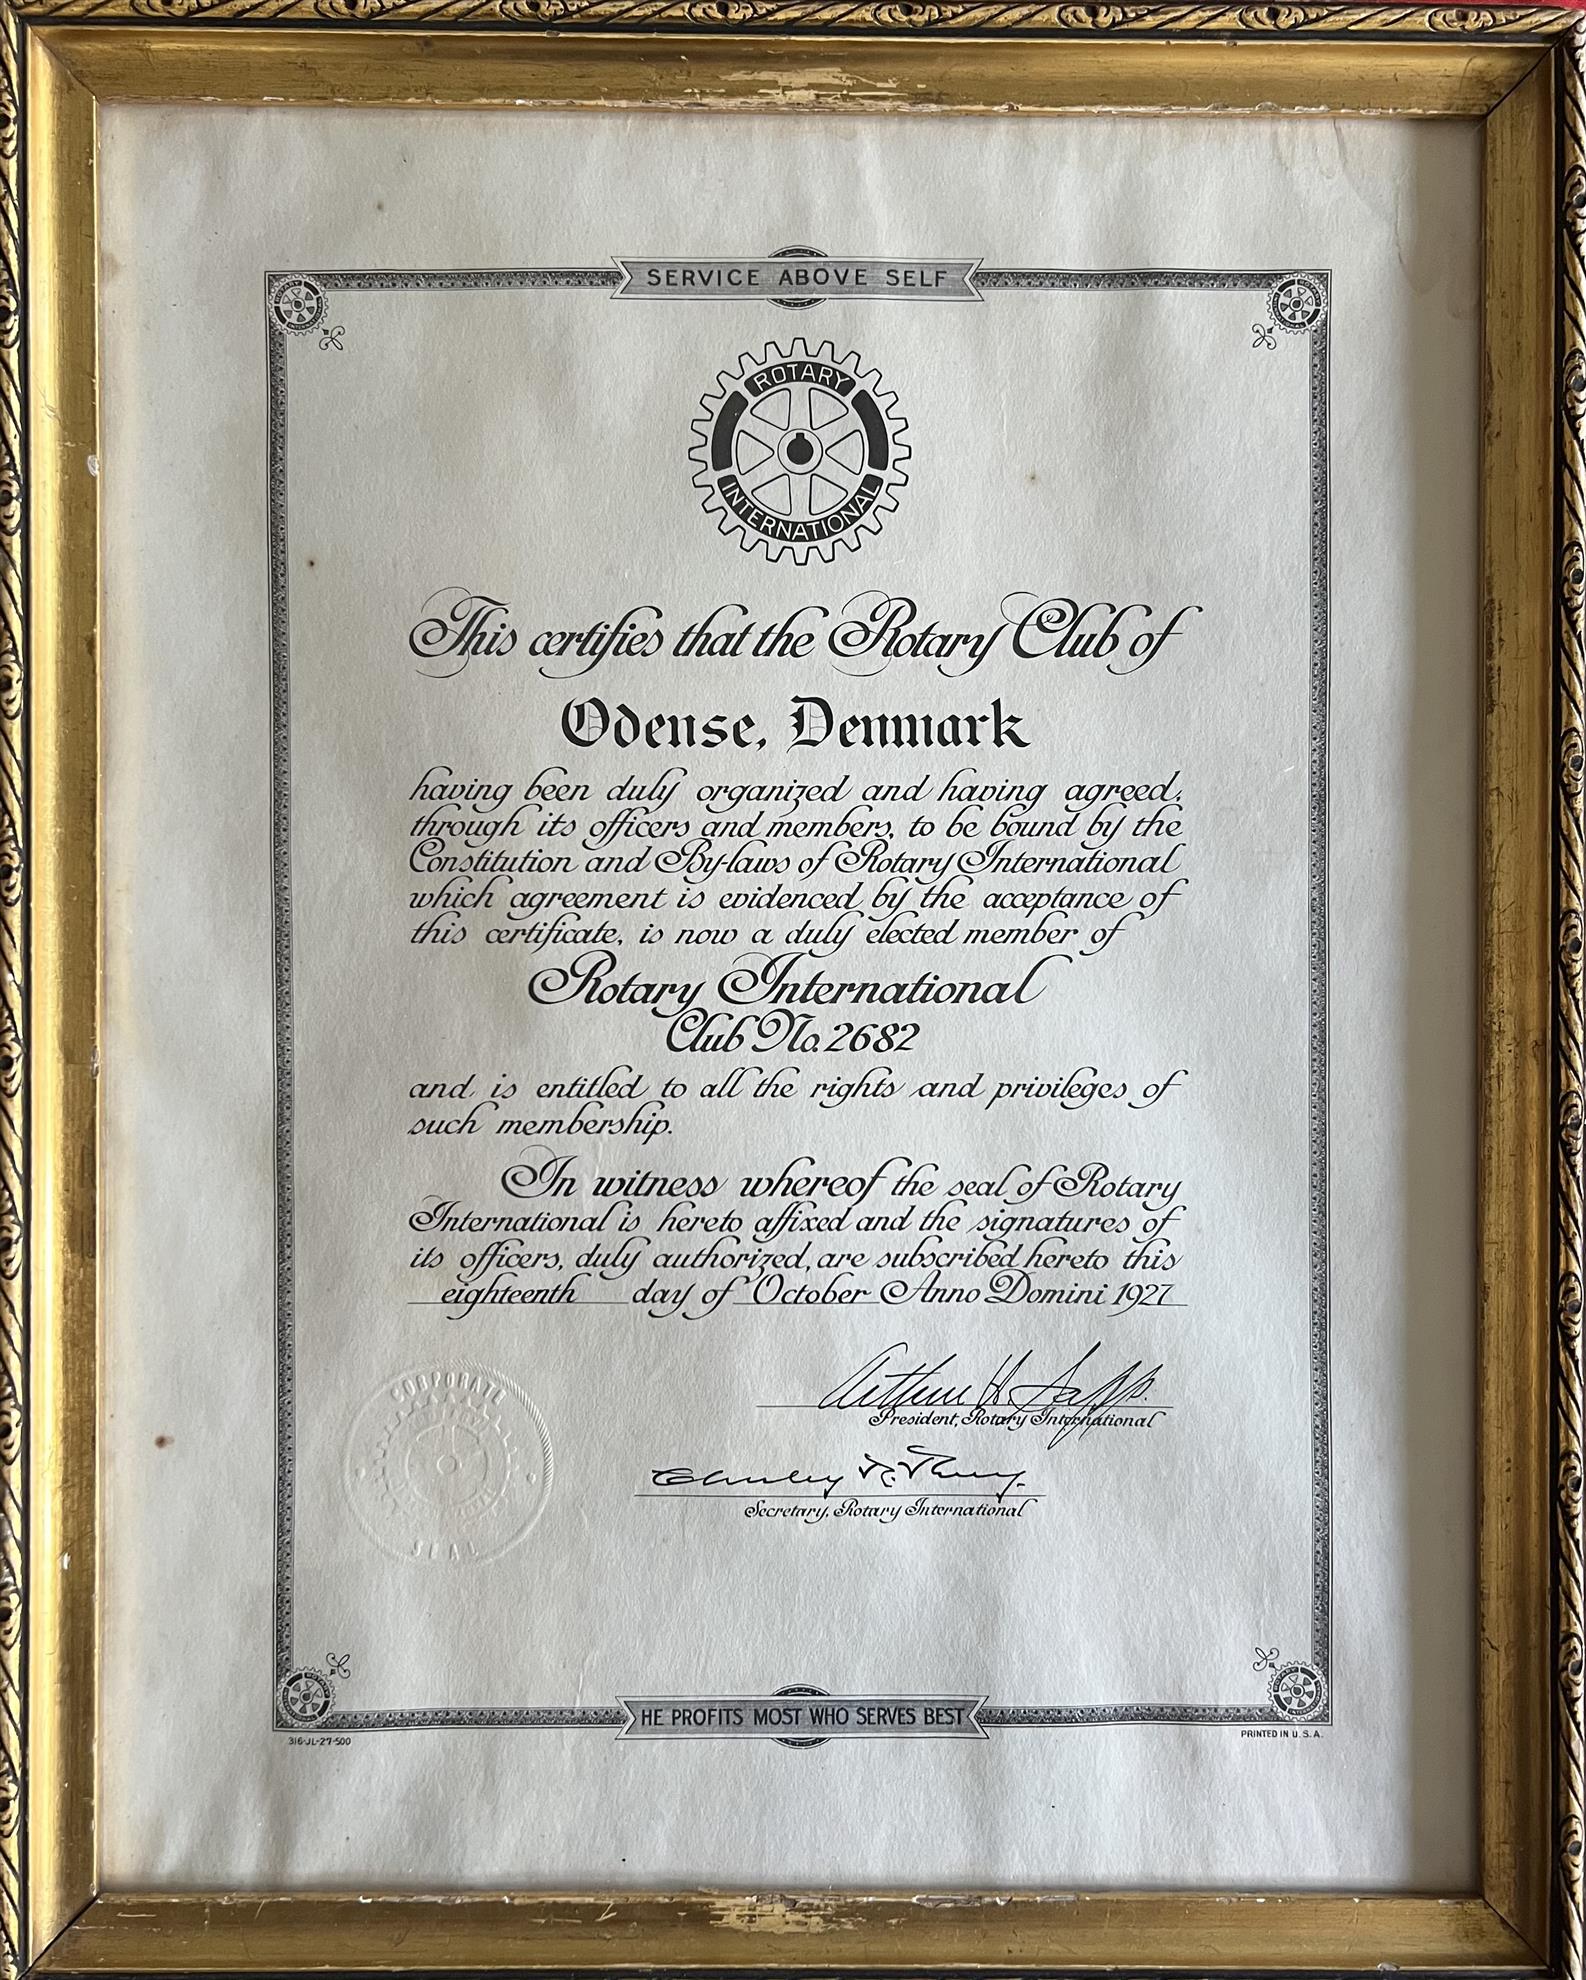 SERVICE ABOVE SELF
ROTARY
INTERNATIONAL
This certifies that the Rotary Club of
Odense, Denmark
having been duly organized and having agreed,
through its officers and members, to be bound by the
Constitution and By-laws of Rotary International
which agreement is evidenced by the acceptance of
this certificate, is now a duly elected member of
Rotary International
Club No. 2682
and is entitled to all the rights and privileges of
such membership.
In witness whereof the seal of Rotary
International is hereto affixed and the signatures of
its officers, duly authorized, are subscribed hereto this
eighteenth day of October Anno Domini 1927
Arthur H. Sapp.
President, Rotary International
CORPORATE
SEAL
Secretary, Rotary International
HE PROFITS MOST WHO SERVES BEST
316-JL-27-500
PRINTED IN U. S. A.